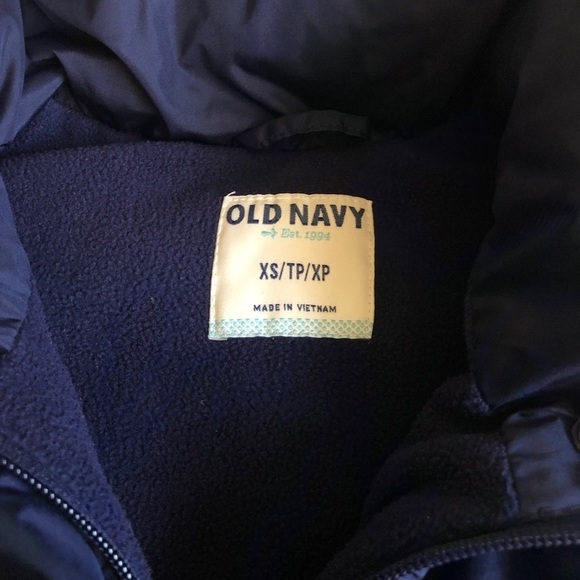 OLD NAVY
Est. 1994
XS/TP/XP
MADE IN VIETNAM